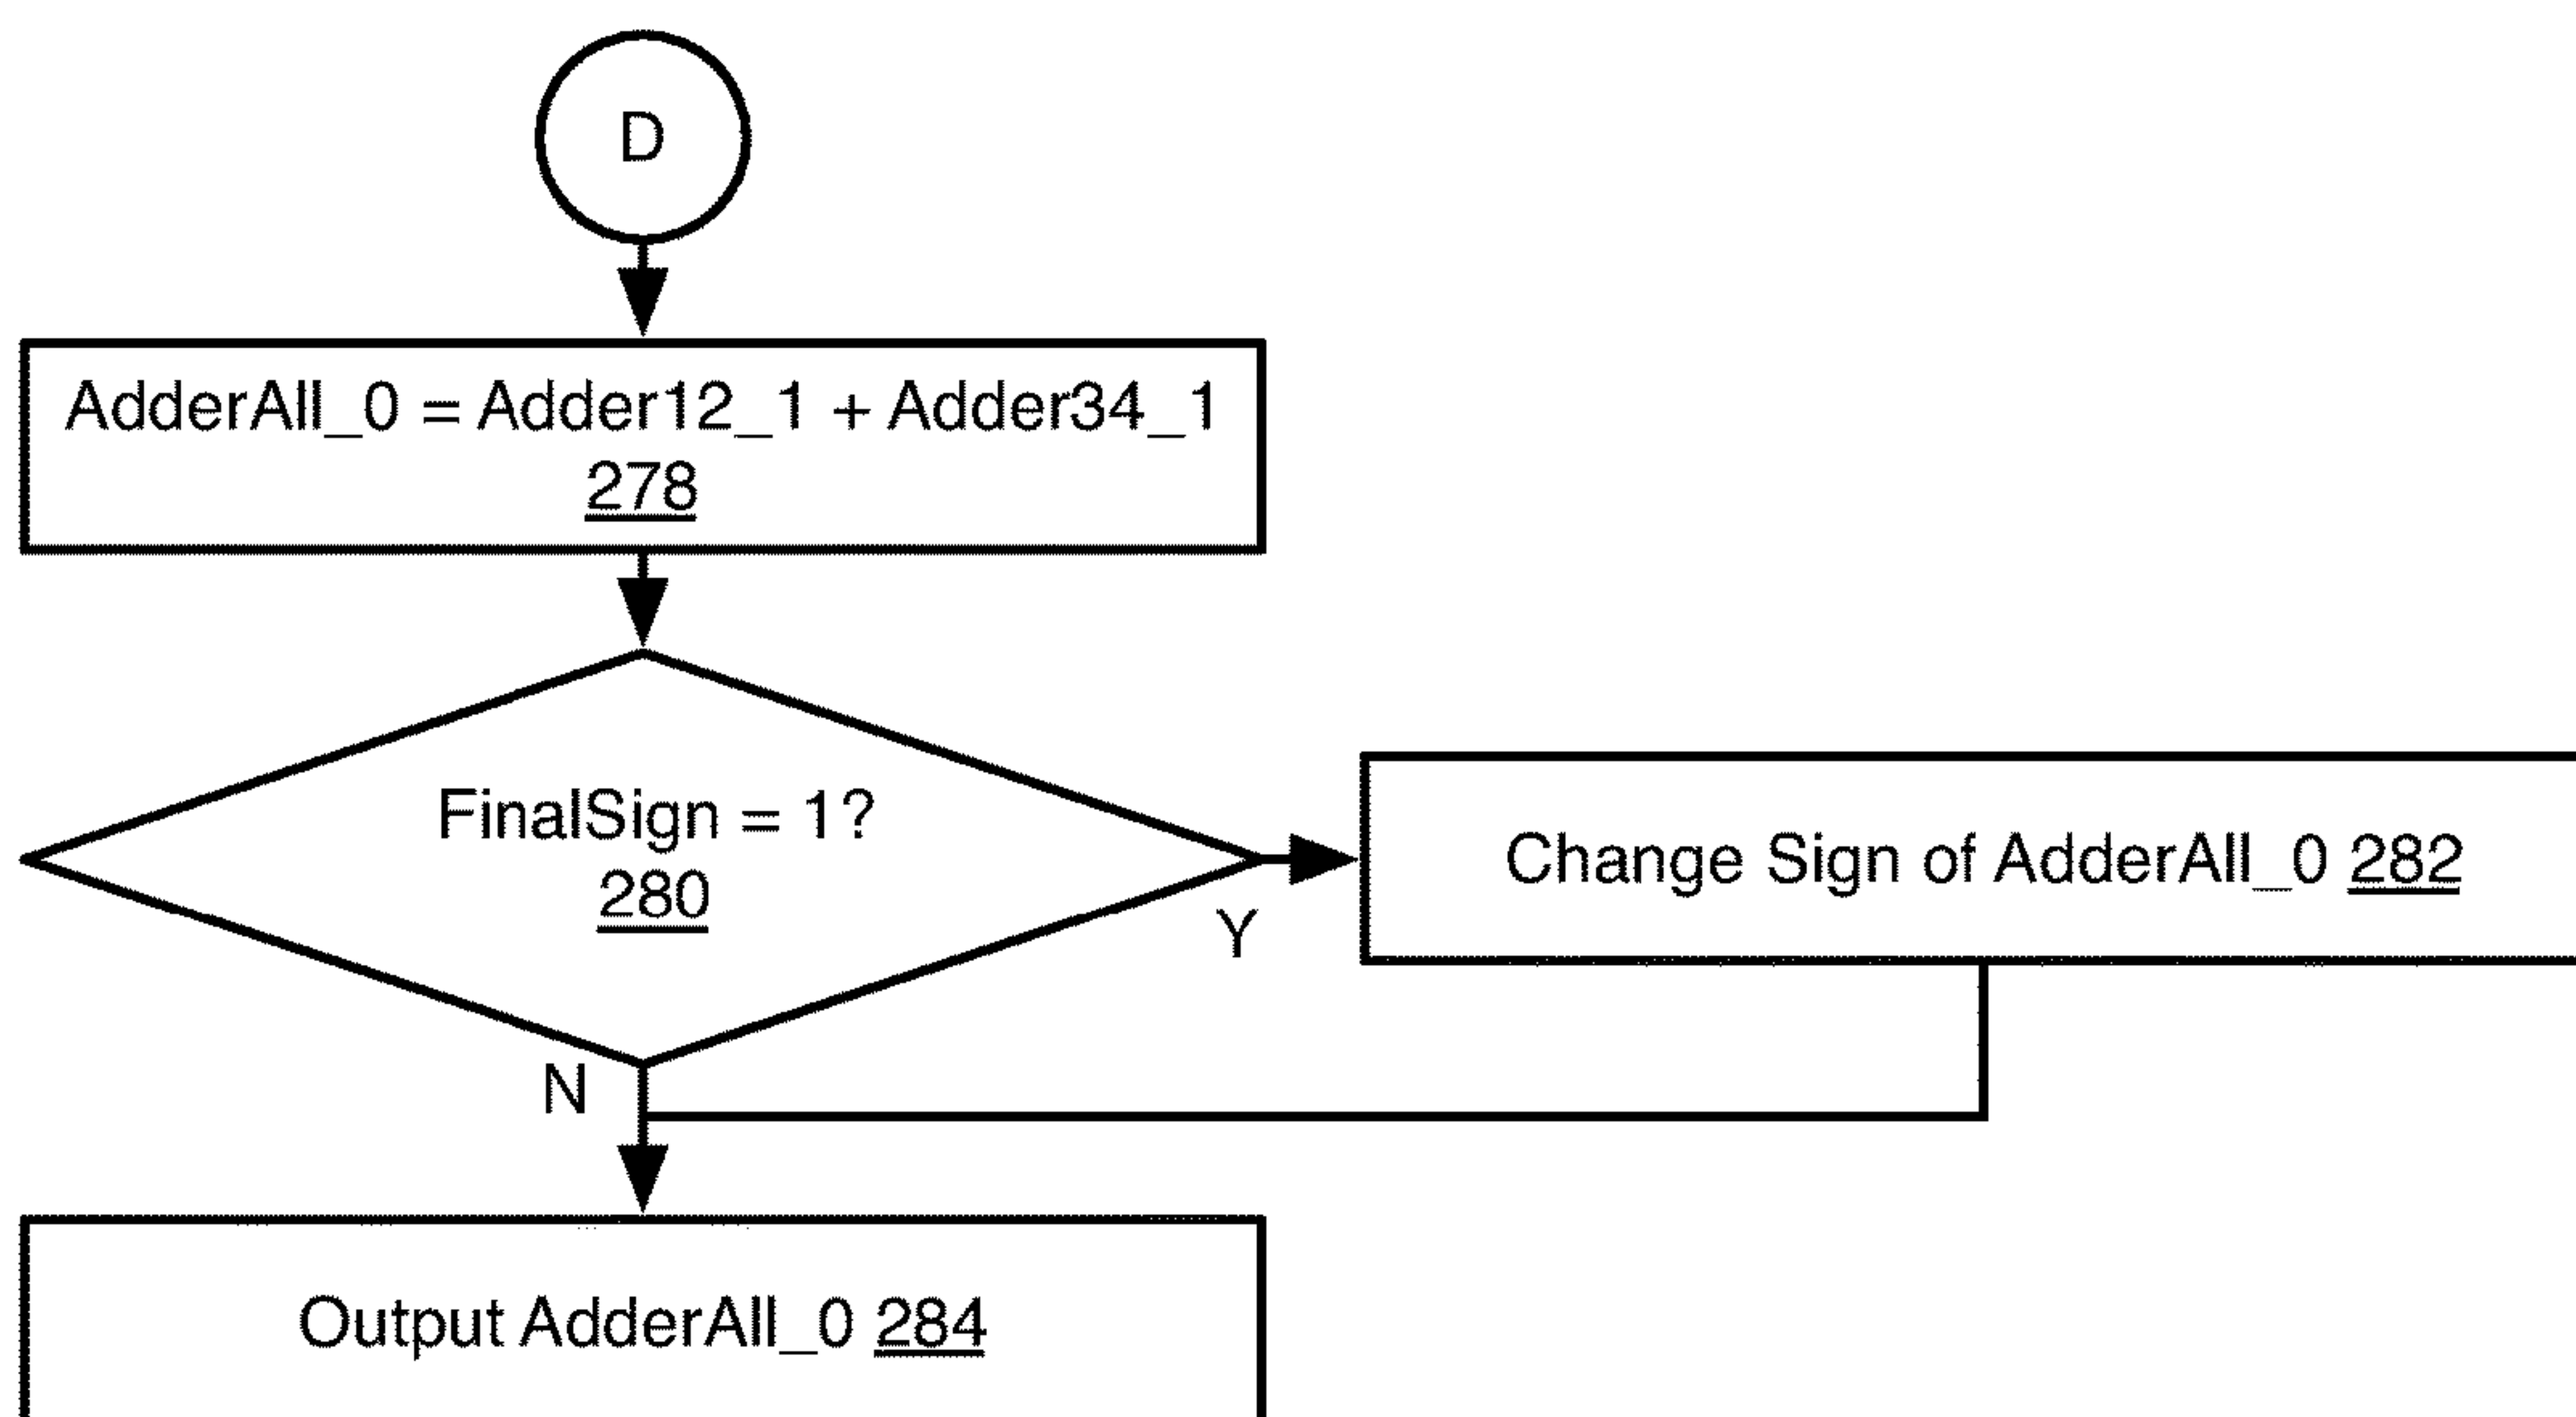 D
AdderAll_0 = Adder12_1 + Adder34_1
278
FinalSign = 1?
280
Y
Change Sign of AdderAll_0 282
N
Output AdderAll_0 284